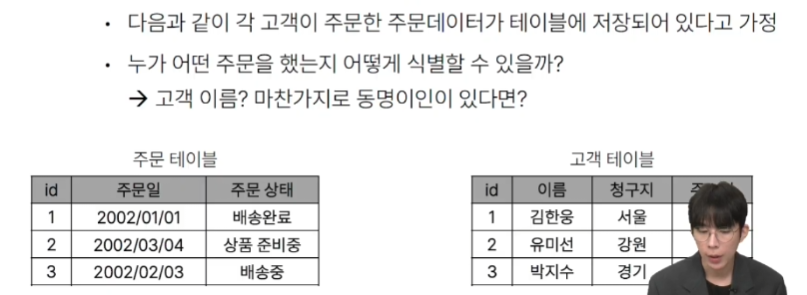 • 다음과 같이 각 고객이 주문한 주문데이터가 테이블에 저장되어 있다고 가정
• 누가 어떤 주문을 했는지 어떻게 식별할 수 있을까?
→ 고객 이름? 마찬가지로 동명이인이 있다면?
주문 테이블
id 주문일 주문 상태
1 2002/01/01 배송완료
2 2002/03/04 상품 준비중
3 2002/02/03 배송중
고객 테이블
id 이름 청구지
1 김한웅 서울
2 유미선 강원
3 박지수 경기